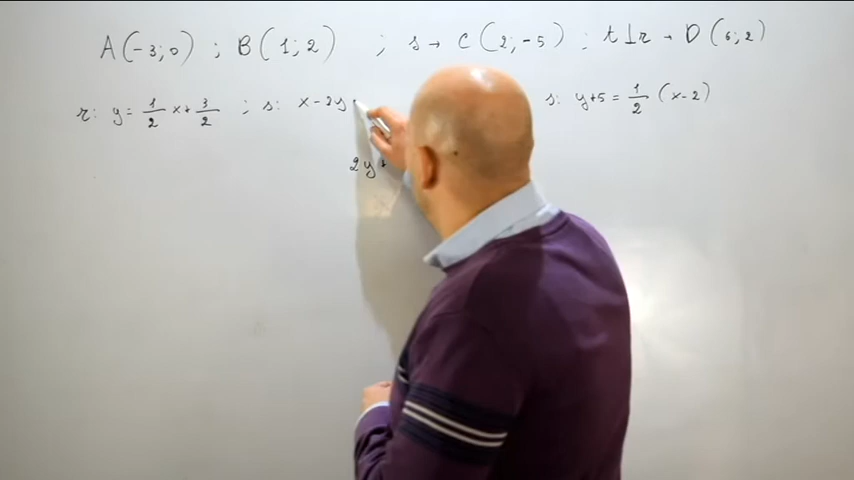 A(-3;0) ; B(1;2) ; s → C(2;-5) ; t⊥r → D(6;2)
r: y = 1/2 x + 3/2 ; s: x - 2y s: y+5 = 1/2 (x-2)
2y